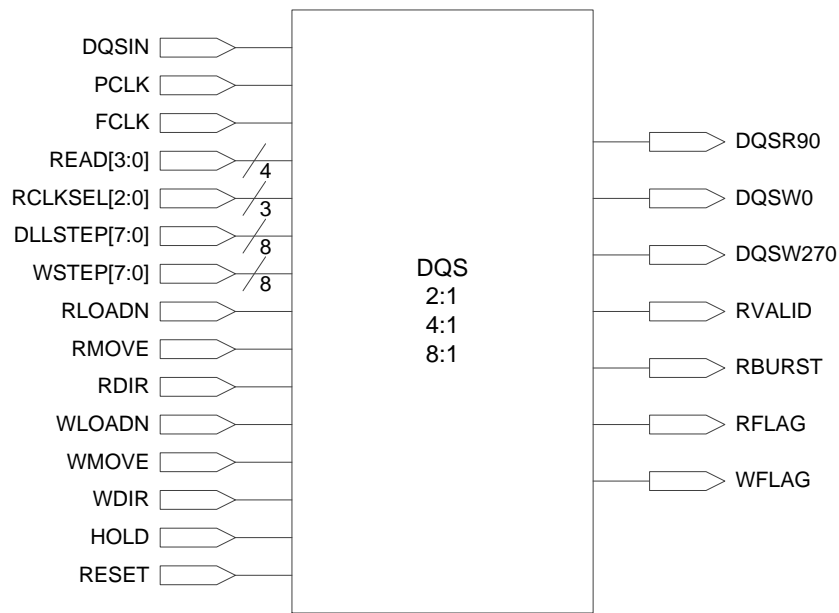 DQSIN
PCLK
FCLK
READ[3:0]
4
RCLKSEL[2:0]
3
DLLSTEP[7:0]
8
WSTEP[7:0]
8
RLOADN
RMOVE
RDIR
WLOADN
WMOVE
WDIR
HOLD
RESET
DQS
2:1
4:1
8:1
DQSR90
DQSW0
DQSW270
RVALID
RBURST
RFLAG
WFLAG